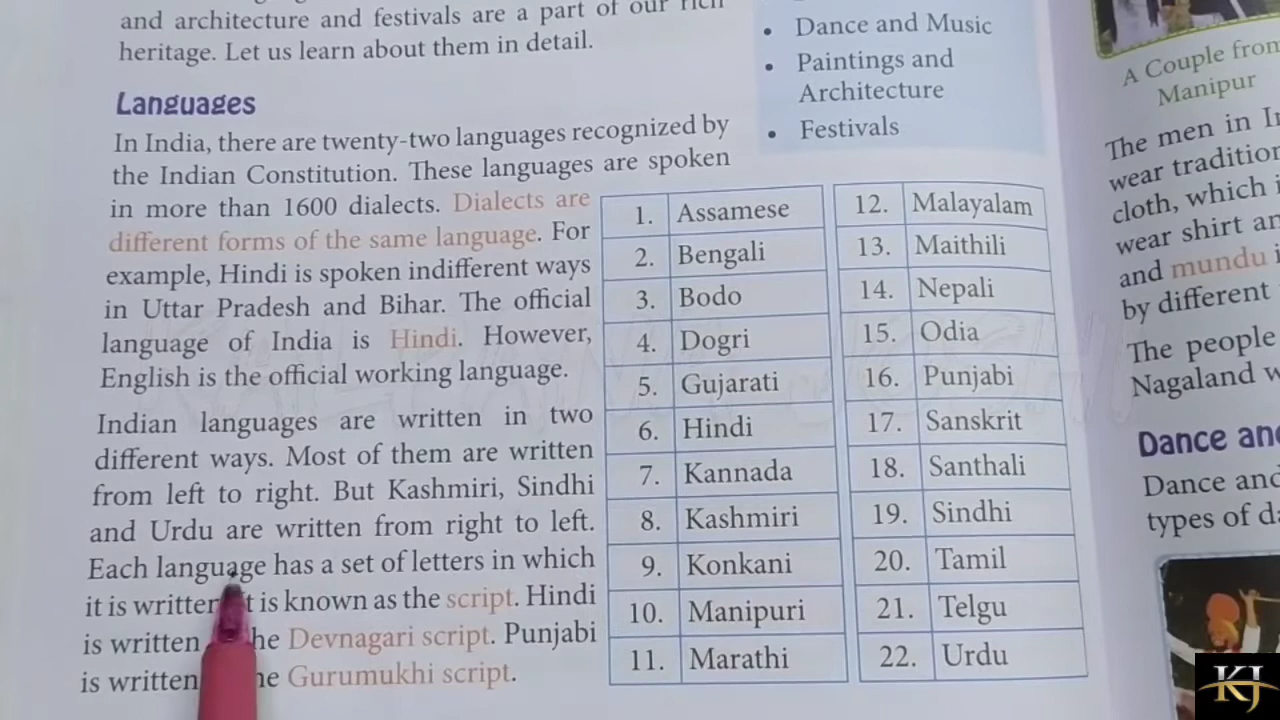 and architecture and festivals are a part of our rich
heritage. Let us learn about them in detail.
Languages
In India, there are twenty-two languages recognized by
the Indian Constitution. These languages are spoken
in more than 1600 dialects. Dialects are
different forms of the same language. For
example, Hindi is spoken indifferent ways
in Uttar Pradesh and Bihar. The official
language of India is Hindi. However,
English is the official working language.
Indian languages are written in two
different ways. Most of them are written
from left to right. But Kashmiri, Sindhi
and Urdu are written from right to left.
Each language has a set of letters in which
it is written. It is known as the script. Hindi
is written he Devnagari script. Punjabi
is written he Gurumukhi script.
1. Assamese
2. Bengali
3. Bodo
4. Dogri
5. Gujarati
6. Hindi
7. Kannada
8. Kashmiri
9. Konkani
10. Manipuri
11. Marathi
12. Malayalam
13. Maithili
14. Nepali
15. Odia
16. Punjabi
17. Sanskrit
18. Santhali
19. Sindhi
20. Tamil
21. Telgu
22. Urdu
• Dance and Music
• Paintings and
Architecture
• Festivals
A Couple from
Manipur
The men in
wear tradition
cloth, which
wear shirt
and mundu
by different
The people
Nagaland
Dance and
Dance and
types of
KALPANA JOSHI
KJ